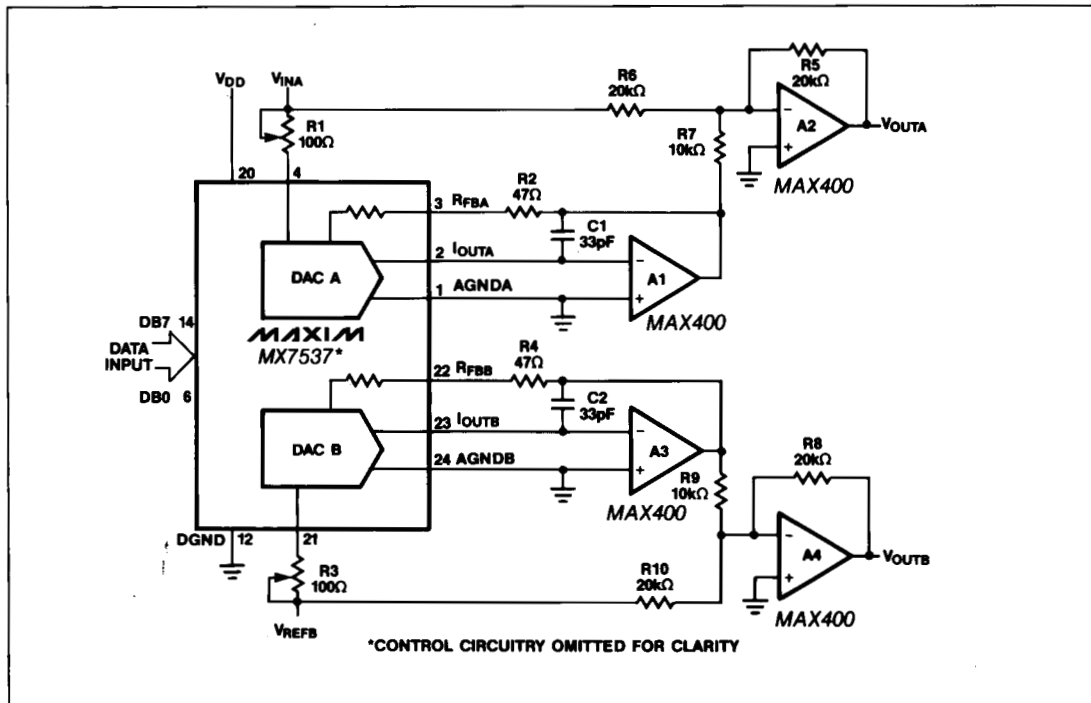 VDD
VINA
R1
100Ω
20
4
R6
20kΩ
R5
20kΩ
R7
10kΩ
A2
VOUTA
MAX400
3 RFBA
R2
47Ω
C1
33pF
2 IOUTA
1 AGNDA
A1
MAX400
DAC A
MAXIM
MX7537*
DB7 14
DATA
INPUT
DB0 6
22 RFBB
R4
47Ω
C2
33pF
23 IOUTB
24 AGNDB
A3
MAX400
DAC B
R9
10kΩ
R8
20kΩ
A4
VOUTB
MAX400
DGND
12
21
R3
100Ω
VREFB
R10
20kΩ
*CONTROL CIRCUITRY OMITTED FOR CLARITY